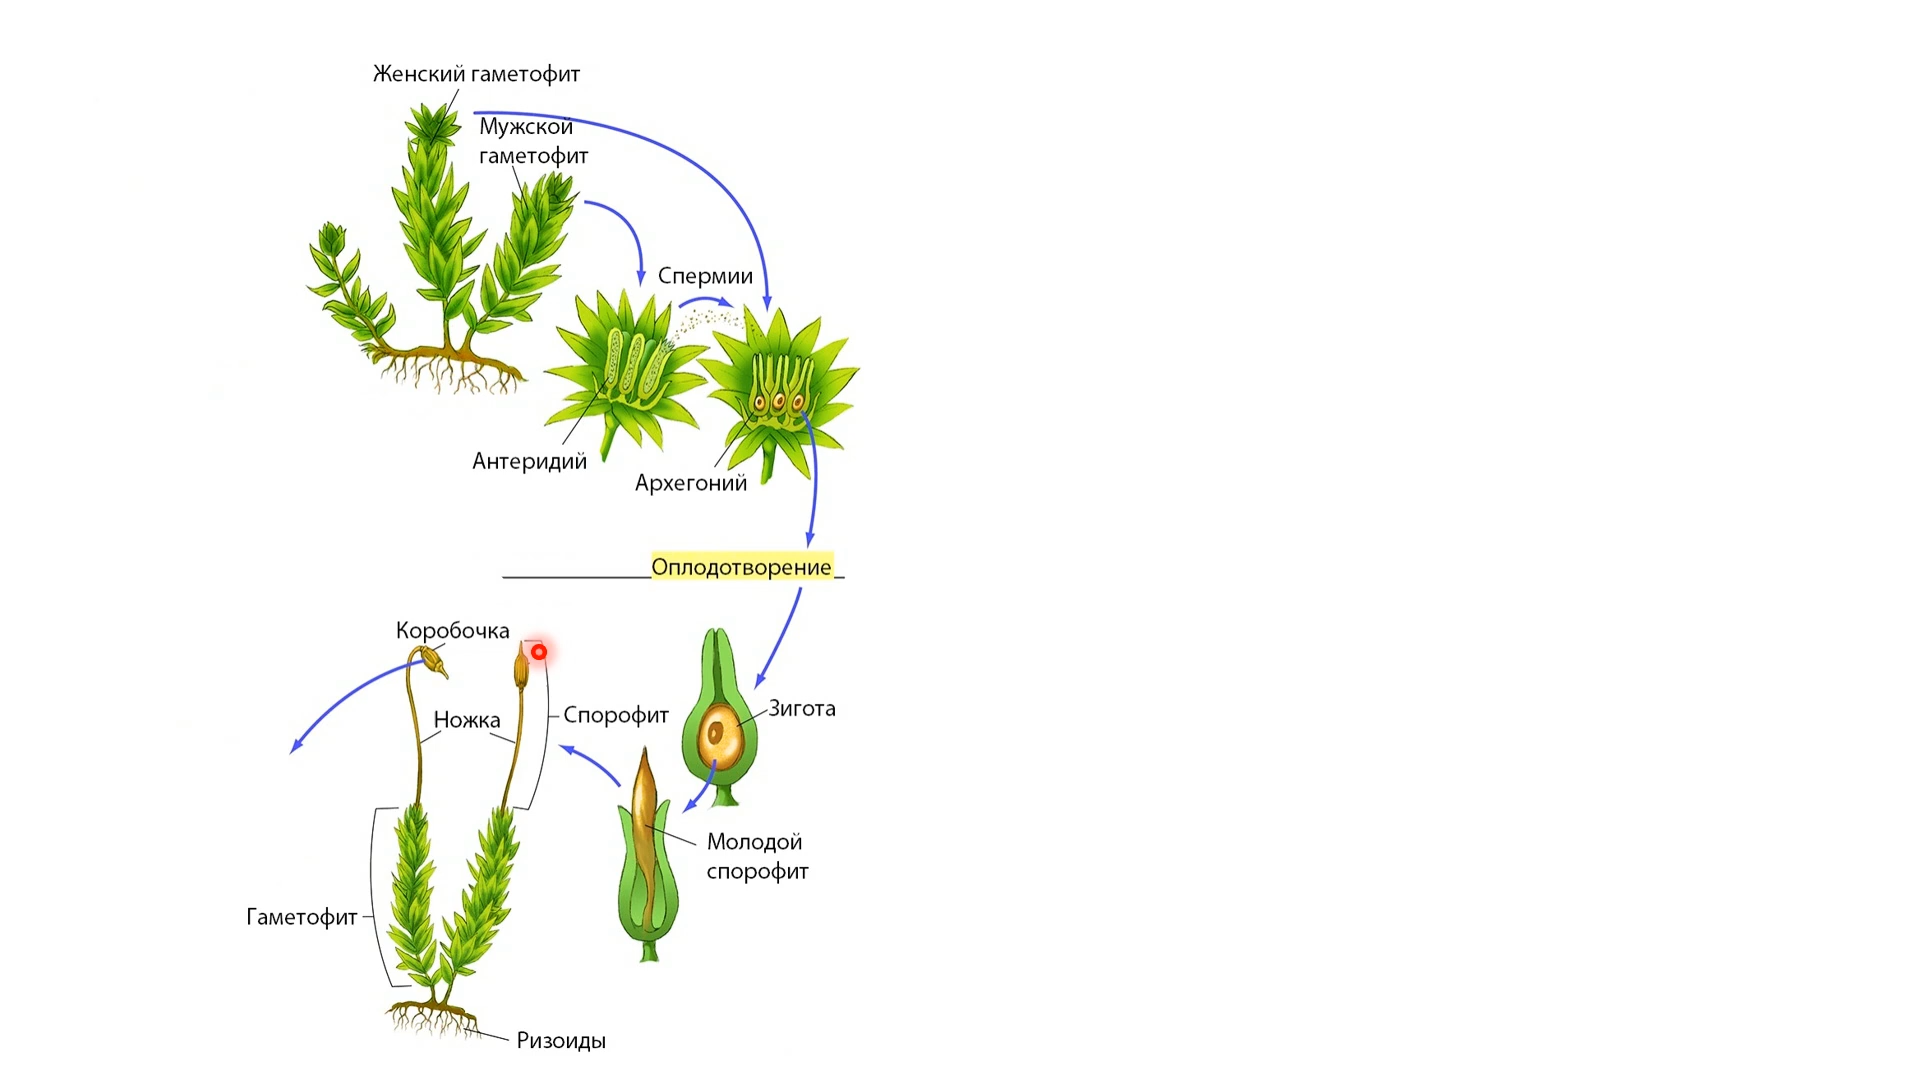 Женский гаметофит
Мужской
гаметофит
Спермии
Антеридий
Архегоний
Оплодотворение
Коробочка
Ножка
Спорофит
Зигота
Молодой
спорофит
Гаметофит
Ризоиды